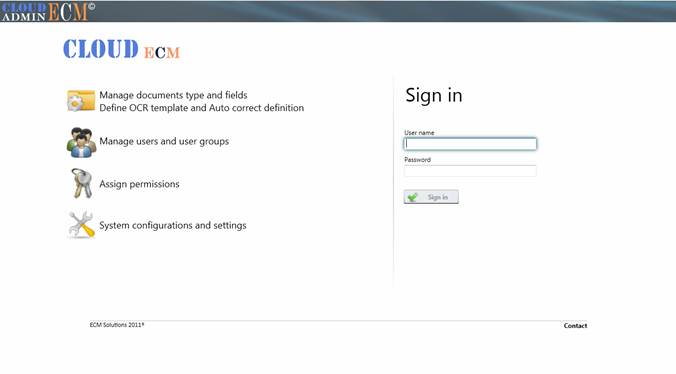 CLOUD
ADMIN ECM©
CLOUD ECM
Manage documents type and fields
Define OCR template and Auto correct definition
Manage users and user groups
Assign permissions
System configurations and settings
Sign in
User name
Password
Sign in
ECM Solutions 2011®
Contact